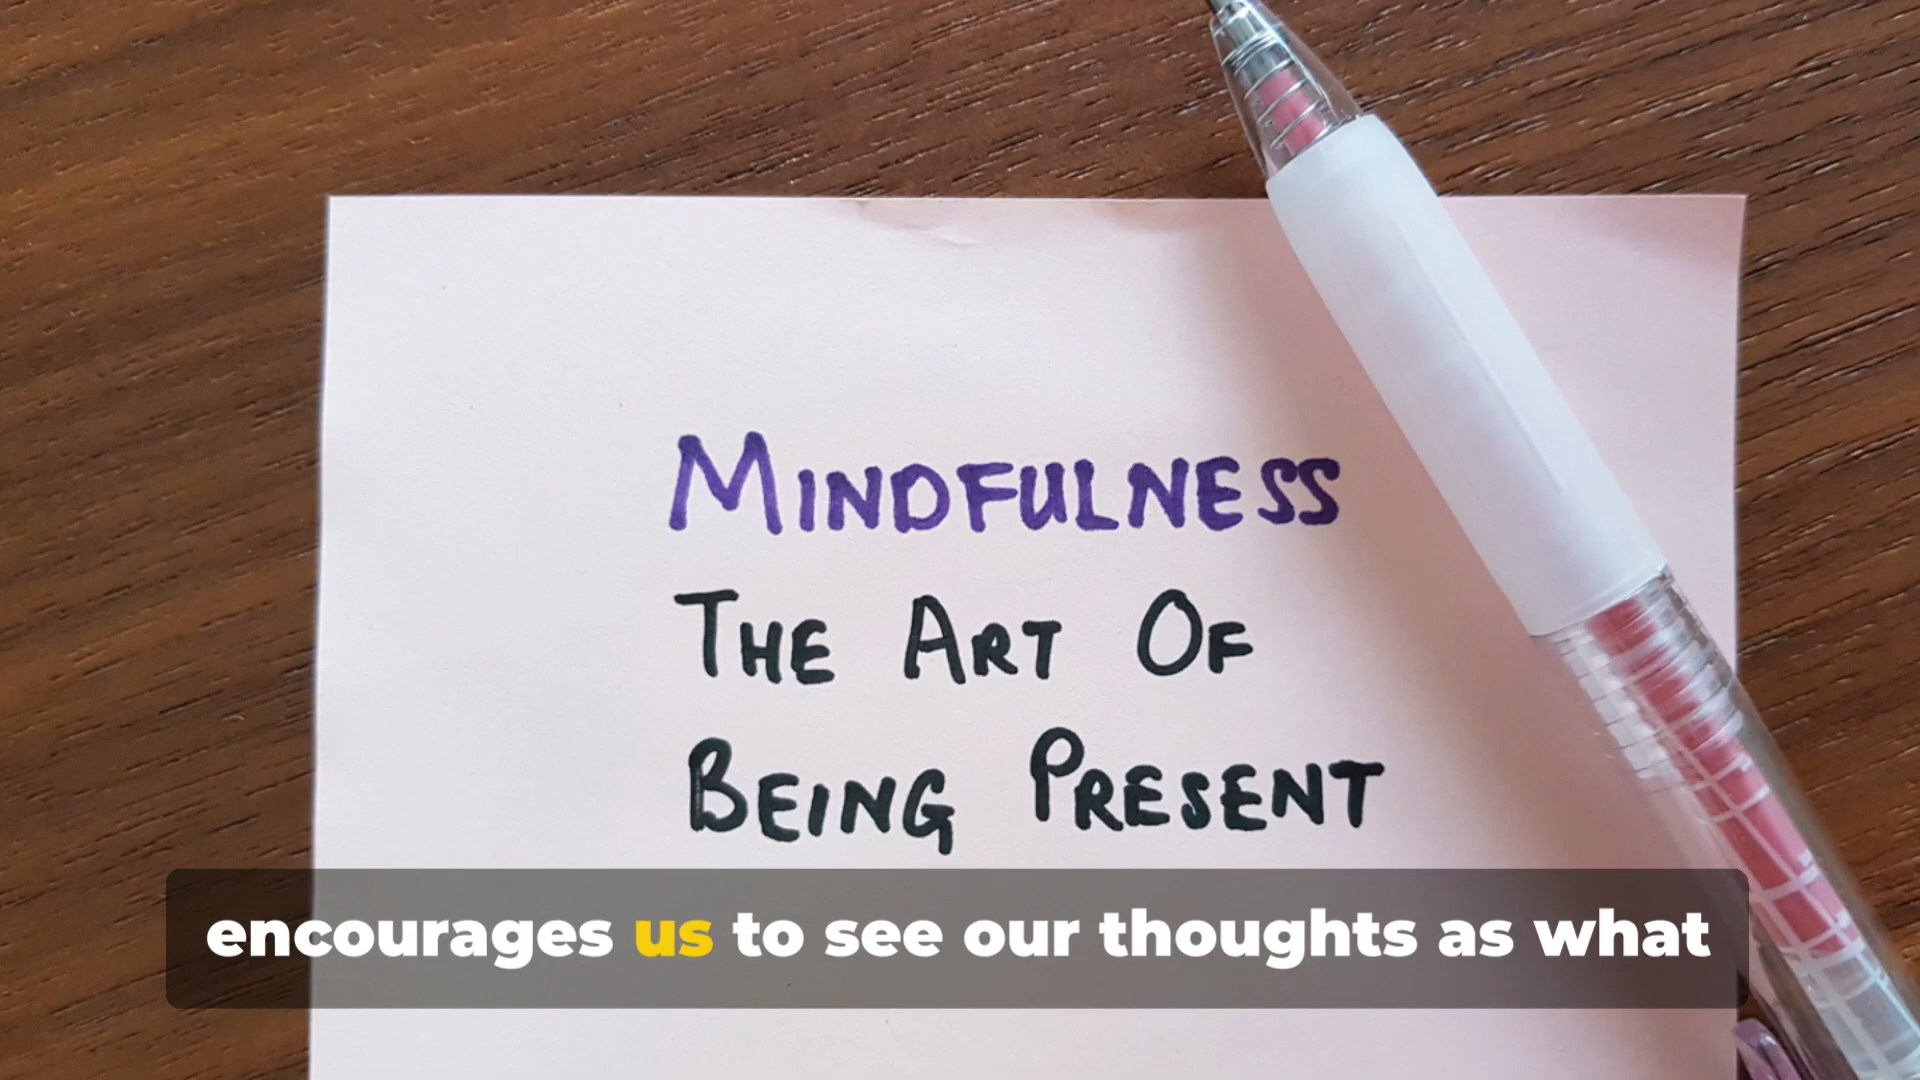 MINDFULNESS
THE ART OF
BEING PRESENT
encourages us to see our thoughts as what